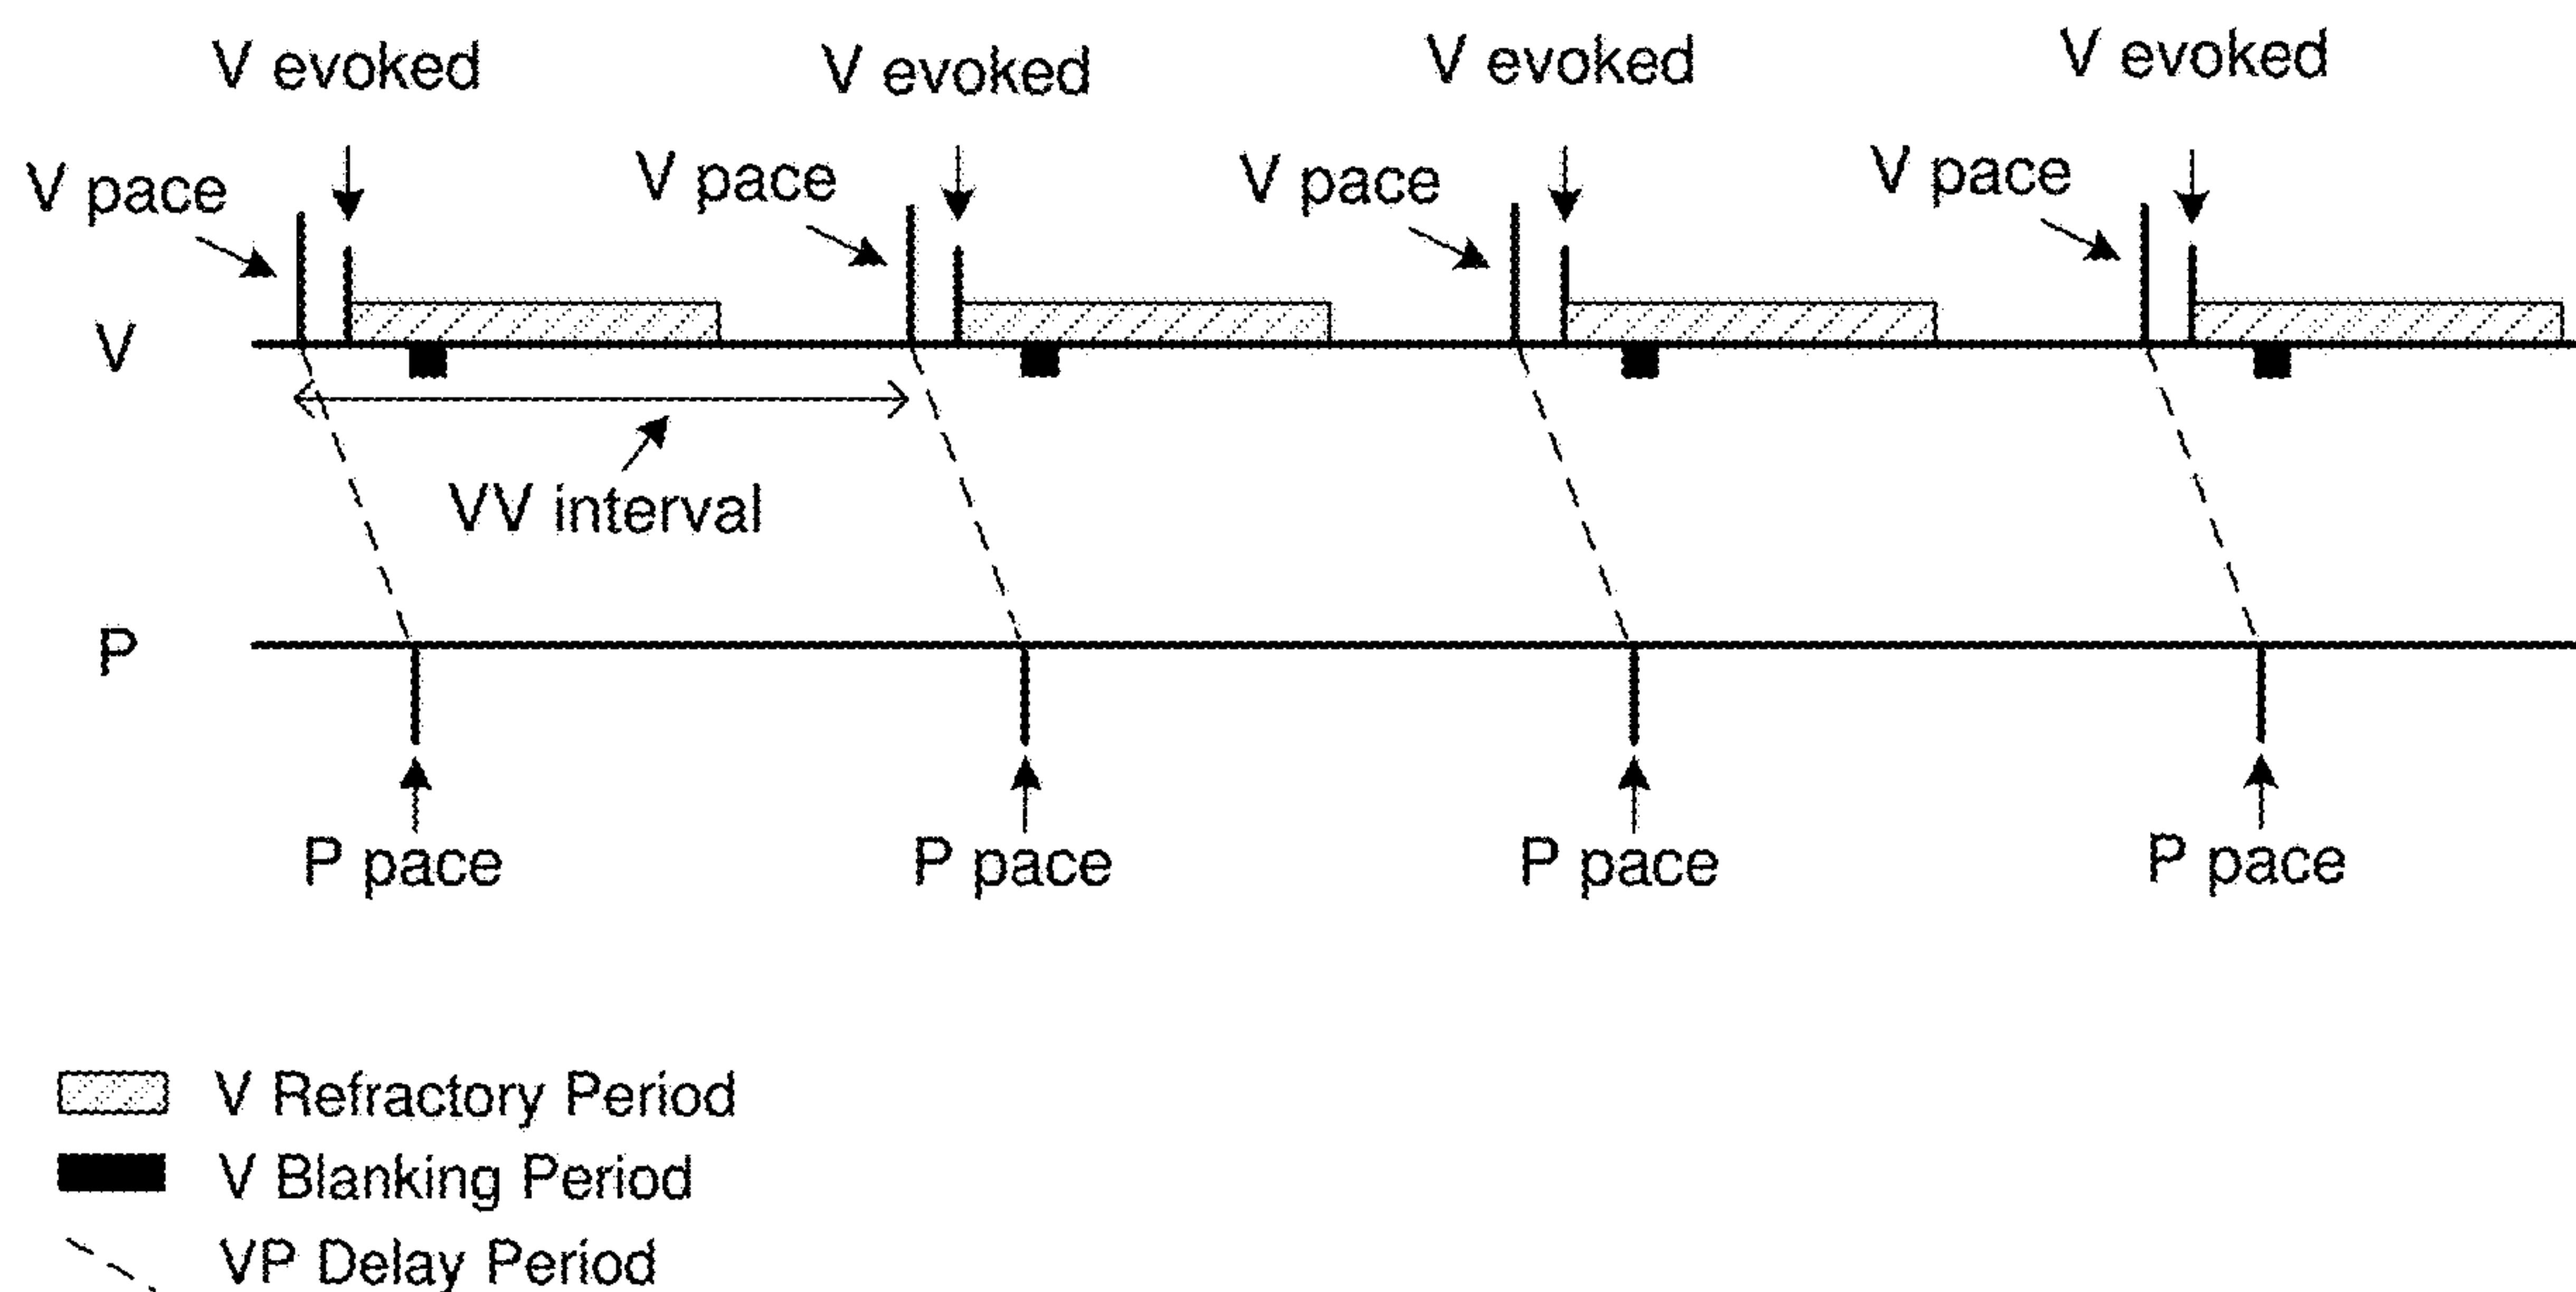 V evoked
V evoked
V evoked
V evoked
V pace
V pace
V pace
V pace
V
VV interval
P
P pace
P pace
P pace
P pace
V Refractory Period
V Blanking Period
VP Delay Period